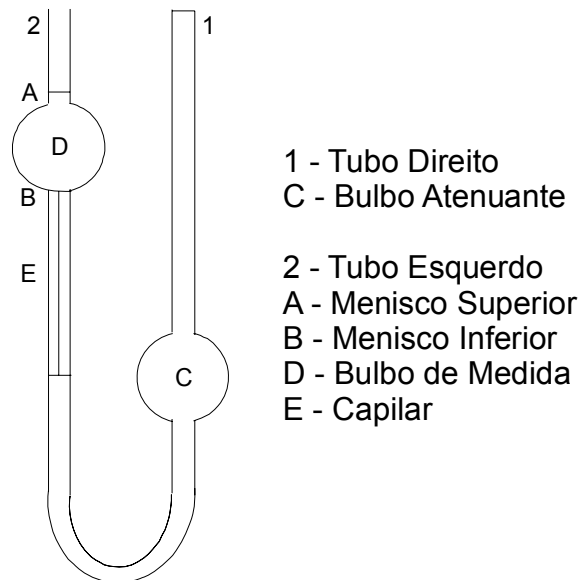 2
1
A
D
B
E
C
1 - Tubo Direito
C - Bulbo Atenuante
2 - Tubo Esquerdo
A - Menisco Superior
B - Menisco Inferior
D - Bulbo de Medida
E - Capilar